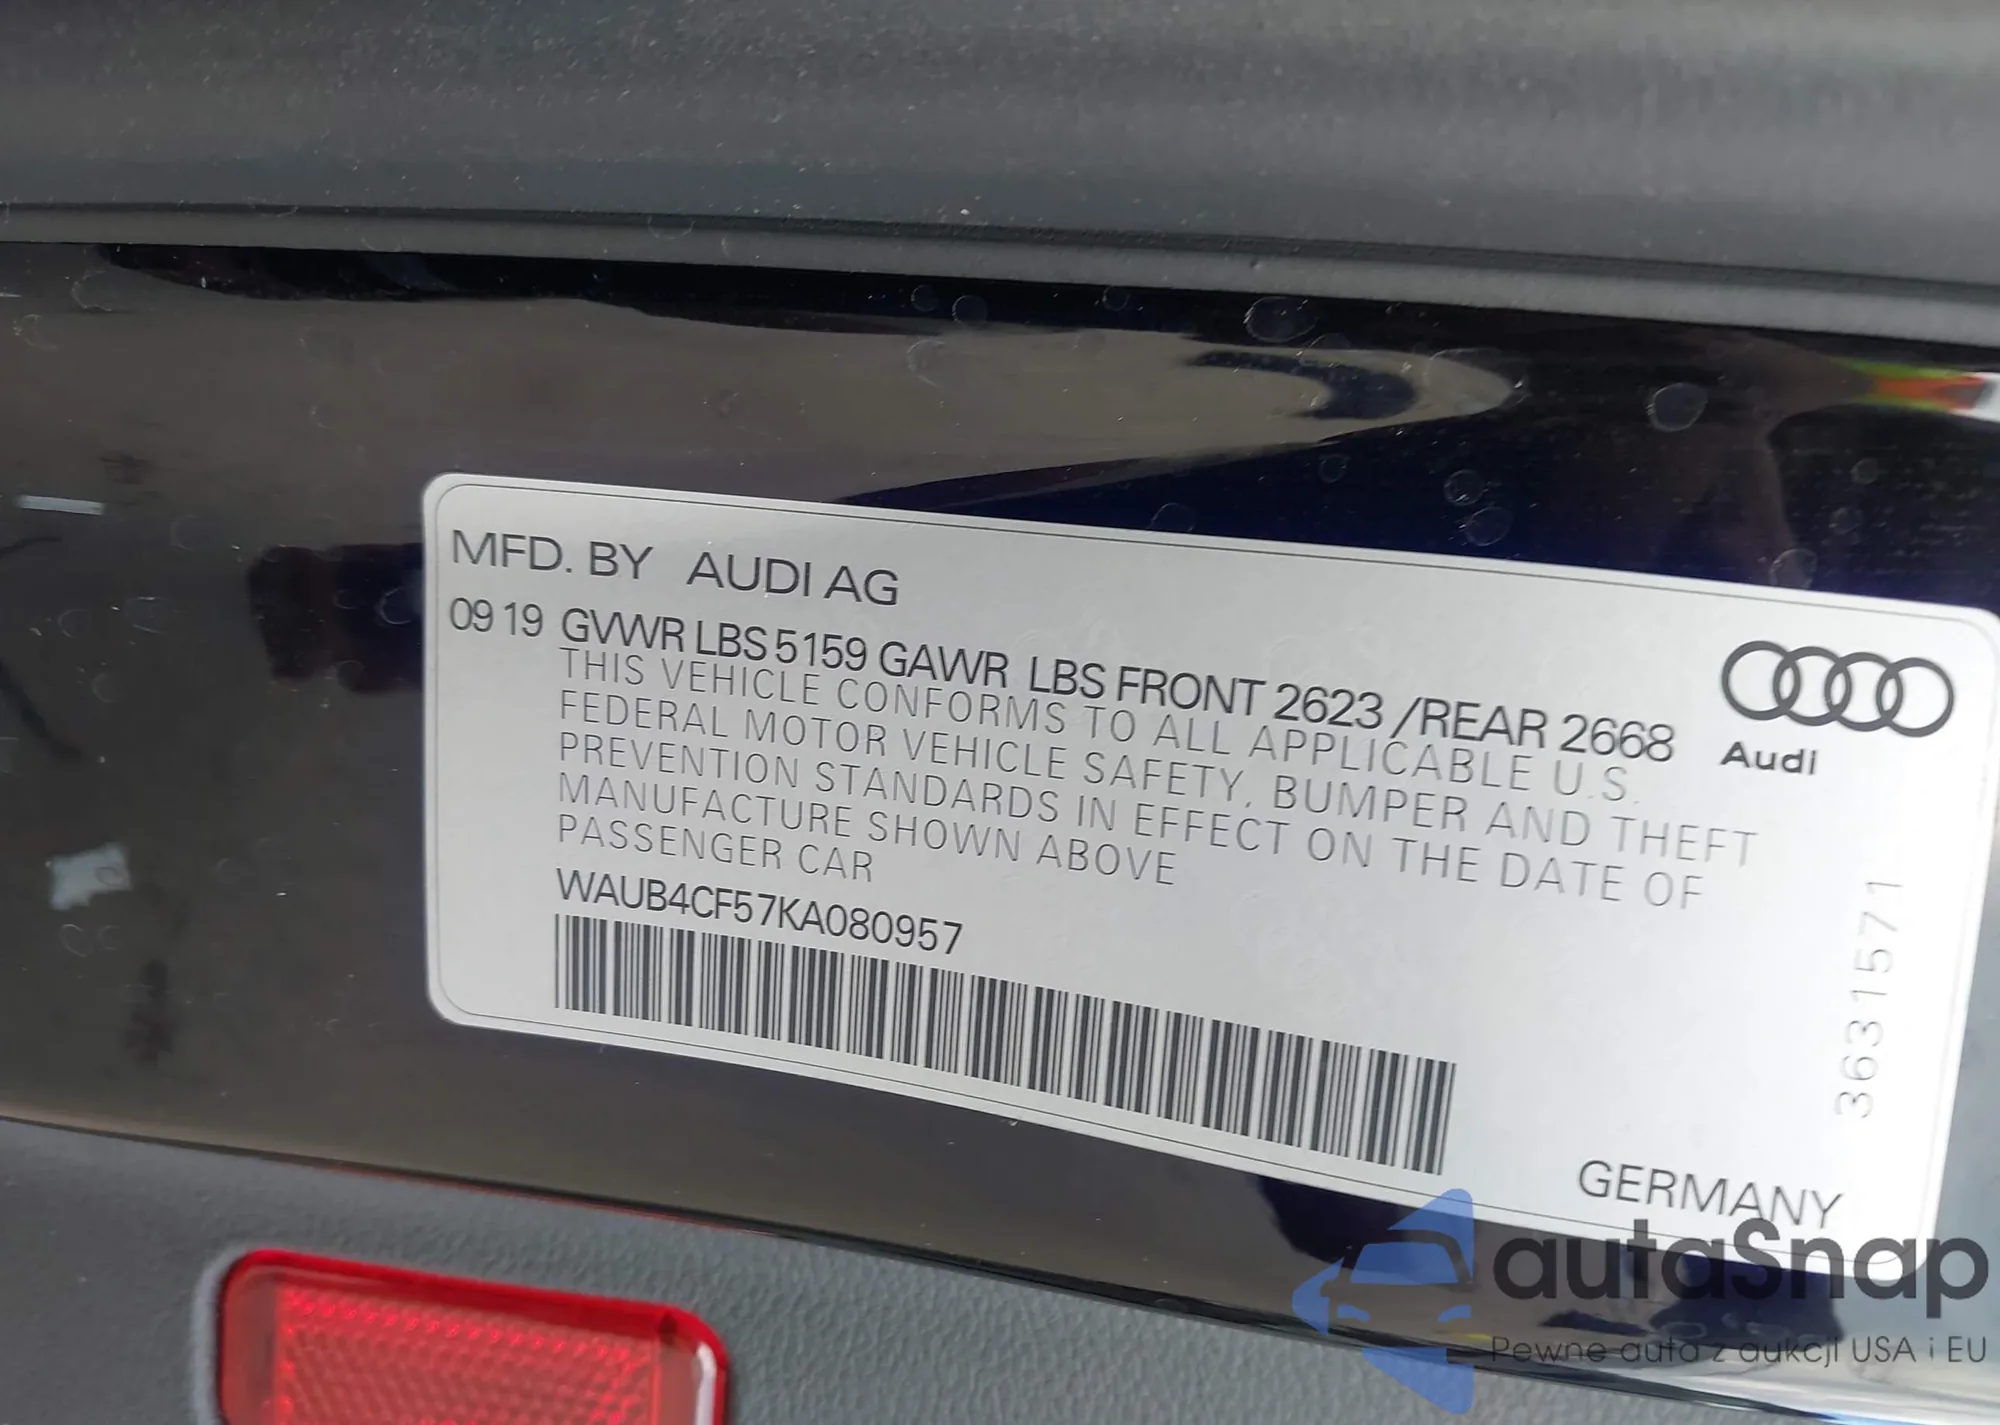 MFD. BY AUDI AG
09 19 GVWR LBS 5159 GAWR LBS FRONT 2623 /REAR 2668
THIS VEHICLE CONFORMS TO ALL APPLICABLE U.S.
FEDERAL MOTOR VEHICLE SAFETY, BUMPER AND THEFT
PREVENTION STANDARDS IN EFFECT ON THE DATE OF
MANUFACTURE SHOWN ABOVE
PASSENGER CAR
WAUB4CF57KA080957
Audi
3631571
GERMANY
autaSnap
Pewne auta z aukcji USA i EU